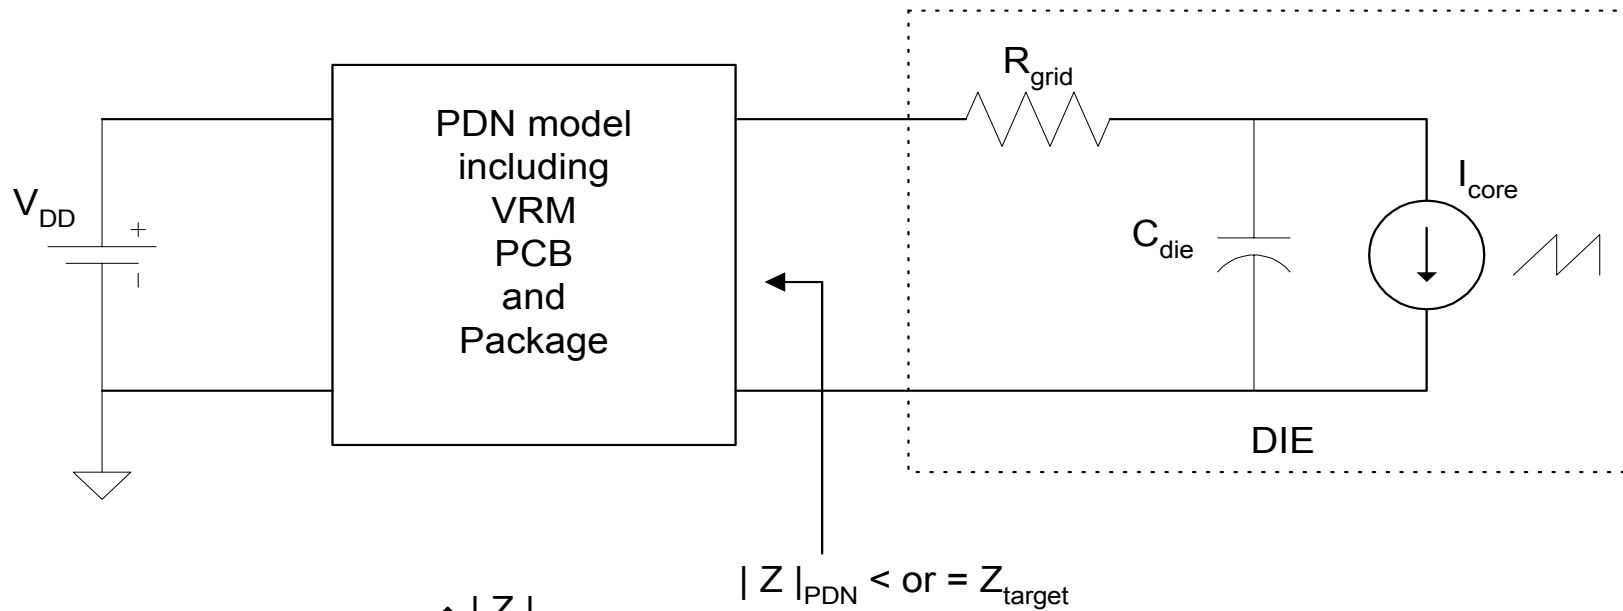 R_grid
PDN model
including
VRM
PCB
and
Package
V_DD
+
I_core
C_die
DIE
| Z |_PDN < or = Z_target
| Z |